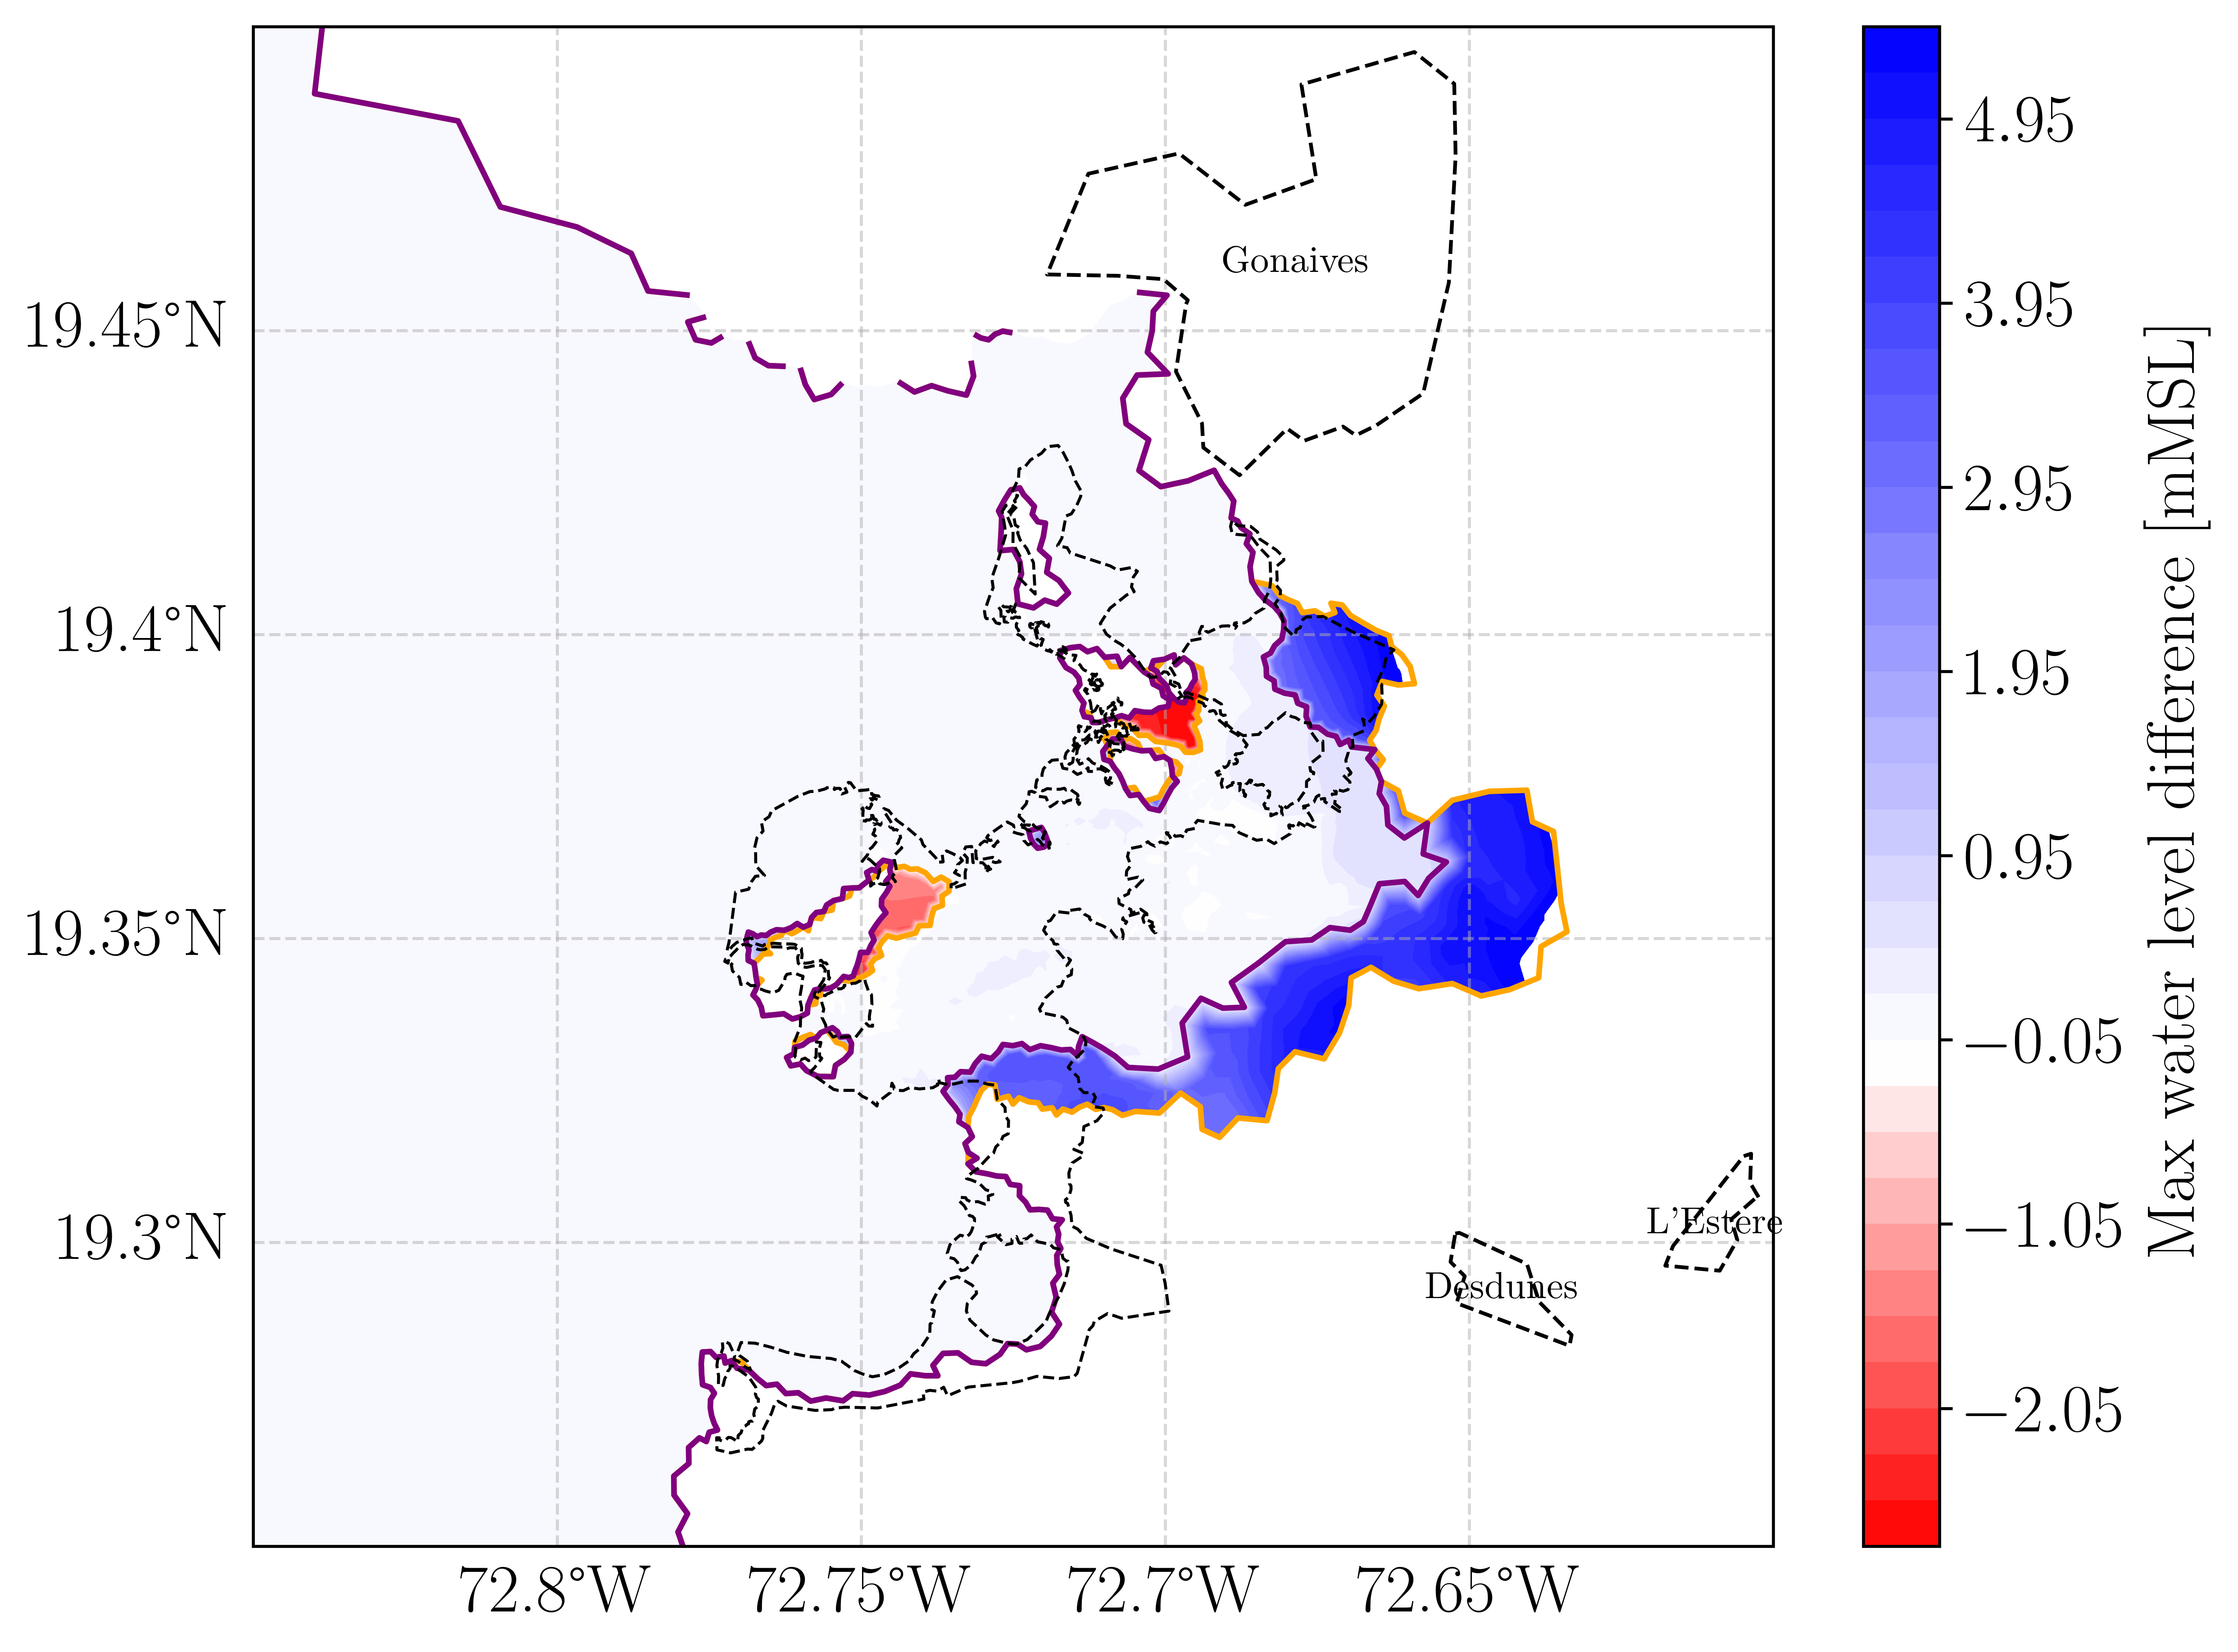 Gonaives
L'Estere
Desdunes
19.45°N
19.4°N
19.35°N
19.3°N
72.8°W
72.75°W
72.7°W
72.65°W
4.95
3.95
2.95
1.95
0.95
−0.05
−1.05
−2.05
Max water level difference [mMSL]